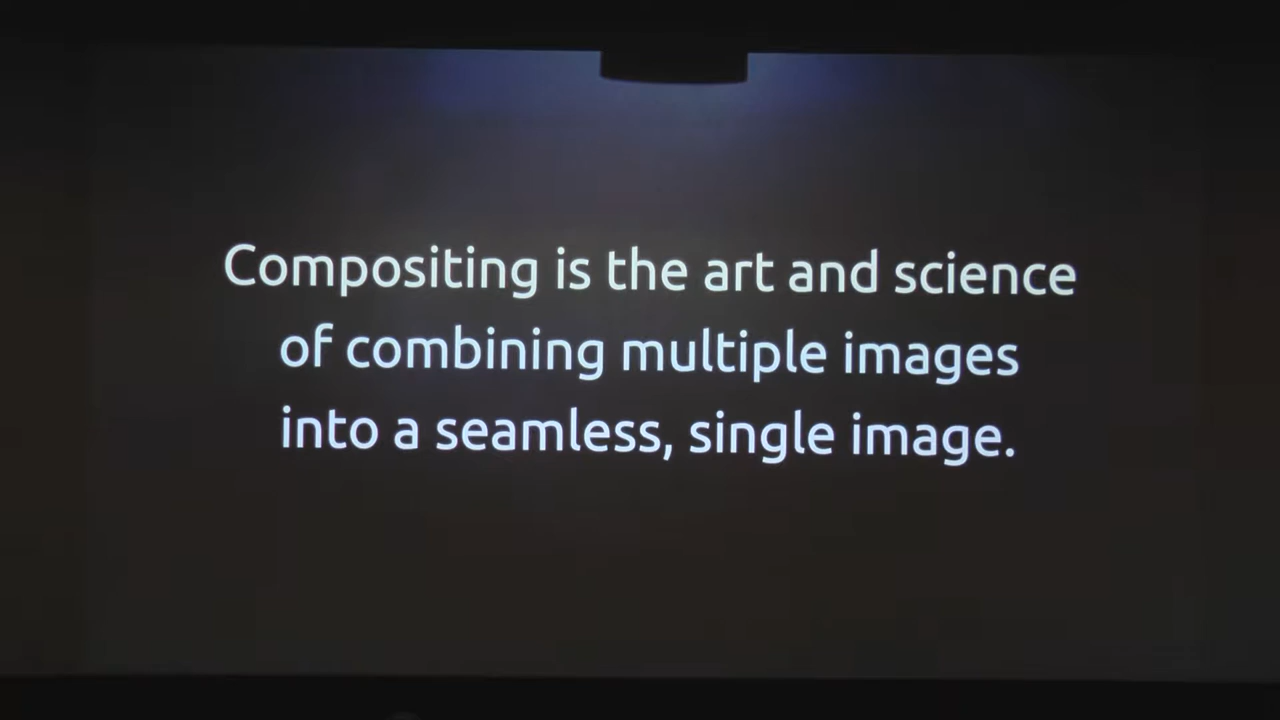 Compositing is the art and science
of combining multiple images
into a seamless, single image.